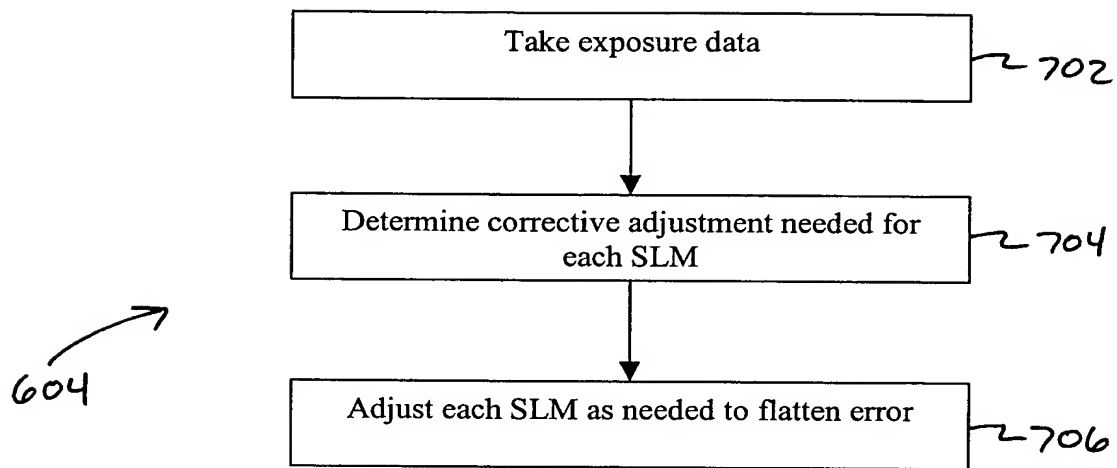 Take exposure data
702
Determine corrective adjustment needed for
each SLM
704
604
Adjust each SLM as needed to flatten error
706